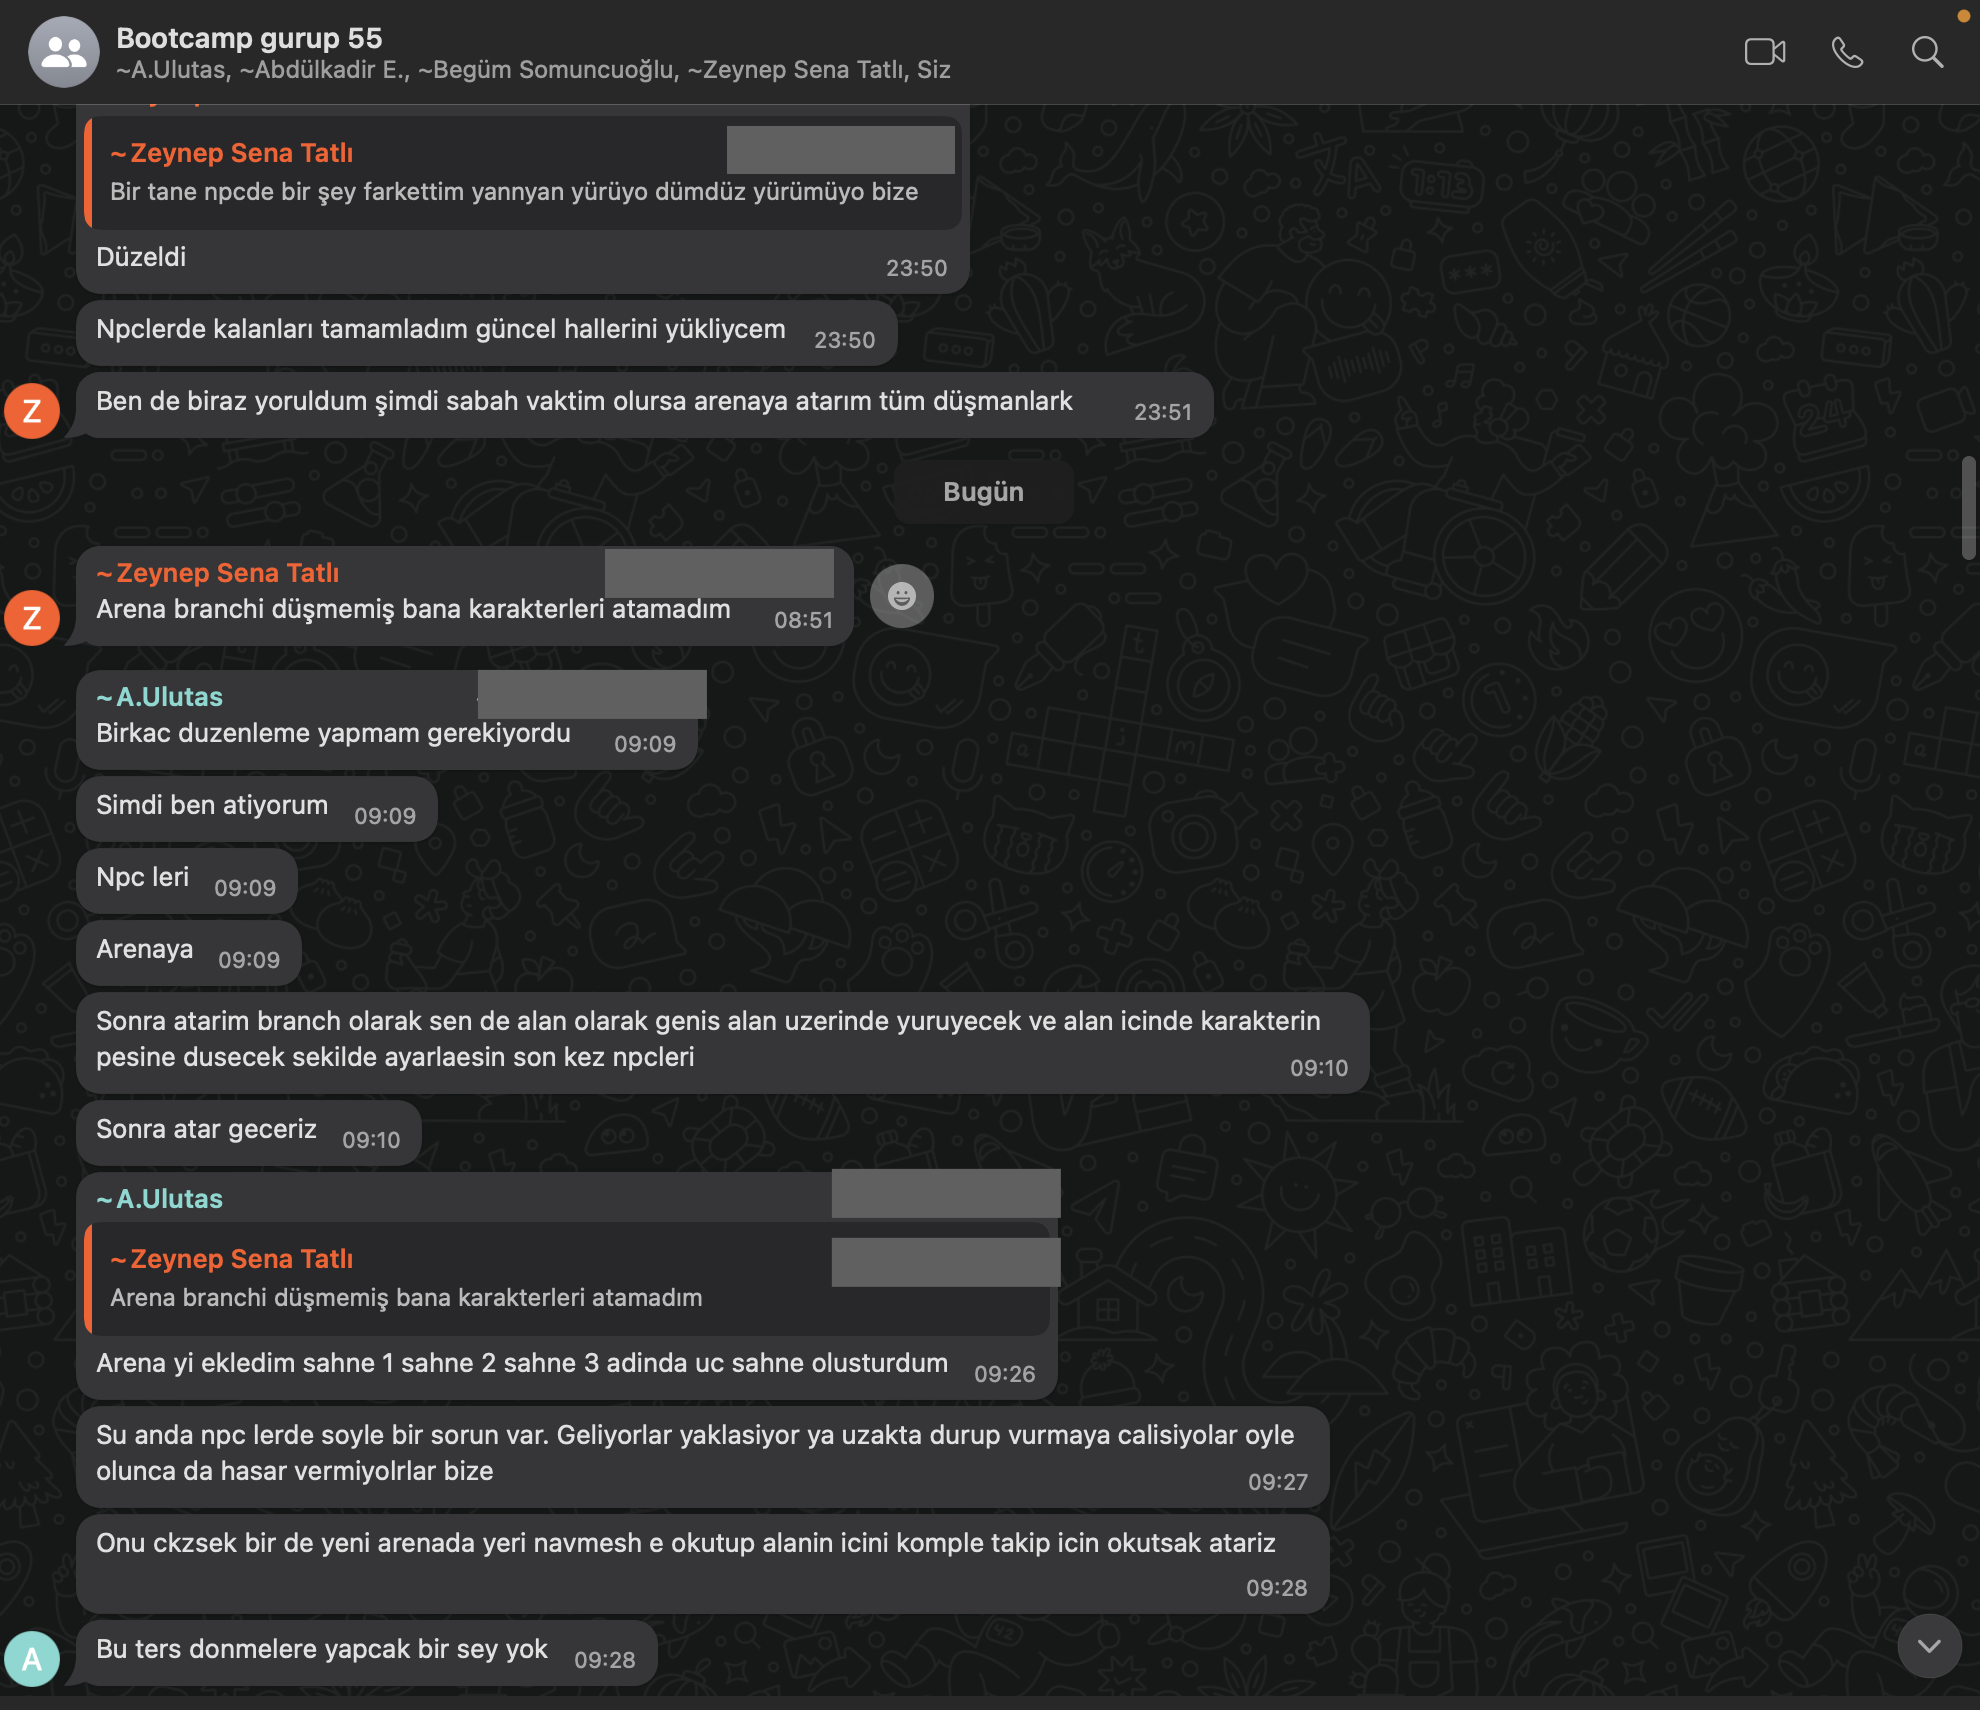 Bootcamp gurup 55
~A.Ulutas, ~Abdülkadir E., ~Begüm Somuncuoğlu, ~Zeynep Sena Tatlı, Siz
~Zeynep Sena Tatlı
Bir tane npcde bir şey farkettim yannyan yürüyo dümdüz yürümüyo bize
Düzeldi
23:50
Npclerde kalanları tamamladım güncel hallerini yükliycem 23:50
Z
Ben de biraz yoruldum şimdi sabah vaktim olursa arenaya atarım tüm düşmanlark 23:51
Bugün
~Zeynep Sena Tatlı
Z
Arena branchi düşmemiş bana karakterleri atamadım 08:51
~A.Ulutas
Birkac duzenleme yapmam gerekiyordu 09:09
Simdi ben atiyorum 09:09
Npc leri 09:09
Arenaya 09:09
Sonra atarim branch olarak sen de alan olarak genis alan uzerinde yuruyecek ve alan icinde karakterin
pesine dusecek sekilde ayarlaesin son kez npcleri
09:10
Sonra atar geceriz 09:10
~A.Ulutas
~Zeynep Sena Tatlı
Arena branchi düşmemiş bana karakterleri atamadım
Arena yi ekledim sahne 1 sahne 2 sahne 3 adinda uc sahne olusturdum 09:26
Su anda npc lerde soyle bir sorun var. Geliyorlar yaklasiyor ya uzakta durup vurmaya calisiyolar oyle
olunca da hasar vermiyolrlar bize
09:27
Onu ckzsek bir de yeni arenada yeri navmesh e okutup alanin icini komple takip icin okutsak atariz
09:28
A
Bu ters donmelere yapcak bir sey yok 09:28